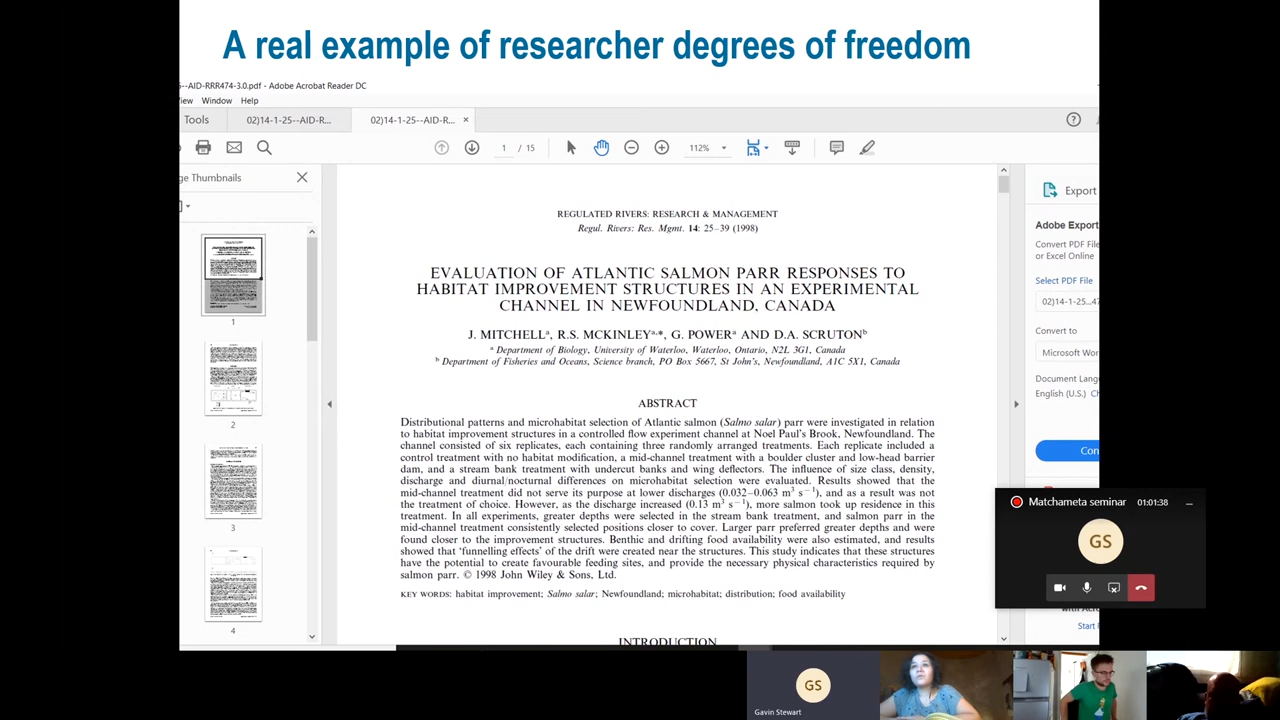 A real example of researcher degrees of freedom
--AID-RRR474-3.0.pdf - Adobe Acrobat Reader DC
Window Help
Tools 02)14-1-25--AID-R... 02)14-1-25--AID-R...
1 / 15 112%
ge Thumbnails
1
2
3
4
REGULATED RIVERS: RESEARCH & MANAGEMENT
Regul. Rivers: Res. Mgmt. 14: 25–39 (1998)
EVALUATION OF ATLANTIC SALMON PARR RESPONSES TO
HABITAT IMPROVEMENT STRUCTURES IN AN EXPERIMENTAL
CHANNEL IN NEWFOUNDLAND, CANADA
J. MITCHELLᵃ, R.S. MCKINLEYᵃ,*, G. POWERᵃ AND D.A. SCRUTONᵇ
ᵃ Department of Biology, University of Waterloo, Waterloo, Ontario, N2L 3G1, Canada
ᵇ Department of Fisheries and Oceans, Science branch, PO Box 5667, St John's, Newfoundland, A1C 5X1, Canada
ABSTRACT
Distributional patterns and microhabitat selection of Atlantic salmon (Salmo salar) parr were investigated in relation
to habitat improvement structures in a controlled flow experiment channel at Noel Paul's Brook, Newfoundland. The
channel consisted of six replicates, each containing three randomly arranged treatments. Each replicate included a
control treatment with no habitat modification, a mid-channel treatment with a boulder cluster and low-head barrier
dam, and a stream bank treatment with undercut banks and wing deflectors. The influence of size class, density,
discharge and diurnal/nocturnal differences on microhabitat selection were evaluated. Results showed that the
mid-channel treatment did not serve its purpose at lower discharges (0.032–0.063 m³ s⁻¹), and as a result was not
the treatment of choice. However, as the discharge increased (0.13 m³ s⁻¹), more salmon took up residence in this
treatment. In all experiments, greater depths were selected in the stream bank treatment, and salmon parr in the
mid-channel treatment consistently selected positions closer to cover. Larger parr preferred greater depths and were
found closer to the improvement structures. Benthic and drifting food availability were also estimated, and results
showed that 'funnelling effects' of the drift were created near the structures. This study indicates that these structures
have the potential to create favourable feeding sites, and provide the necessary physical characteristics required by
salmon parr. © 1998 John Wiley & Sons, Ltd.
KEY WORDS: habitat improvement; Salmo salar; Newfoundland; microhabitat; distribution; food availability
INTRODUCTION
Export
Adobe Export
Convert PDF File
or Excel Online
Select PDF File
02)14-1-25...47
Convert to
Microsoft Wor
Document Lang
English (U.S.) Ch
Con
Matchameta seminar 01:01:38
GS
Start
GS
Gavin Stewart